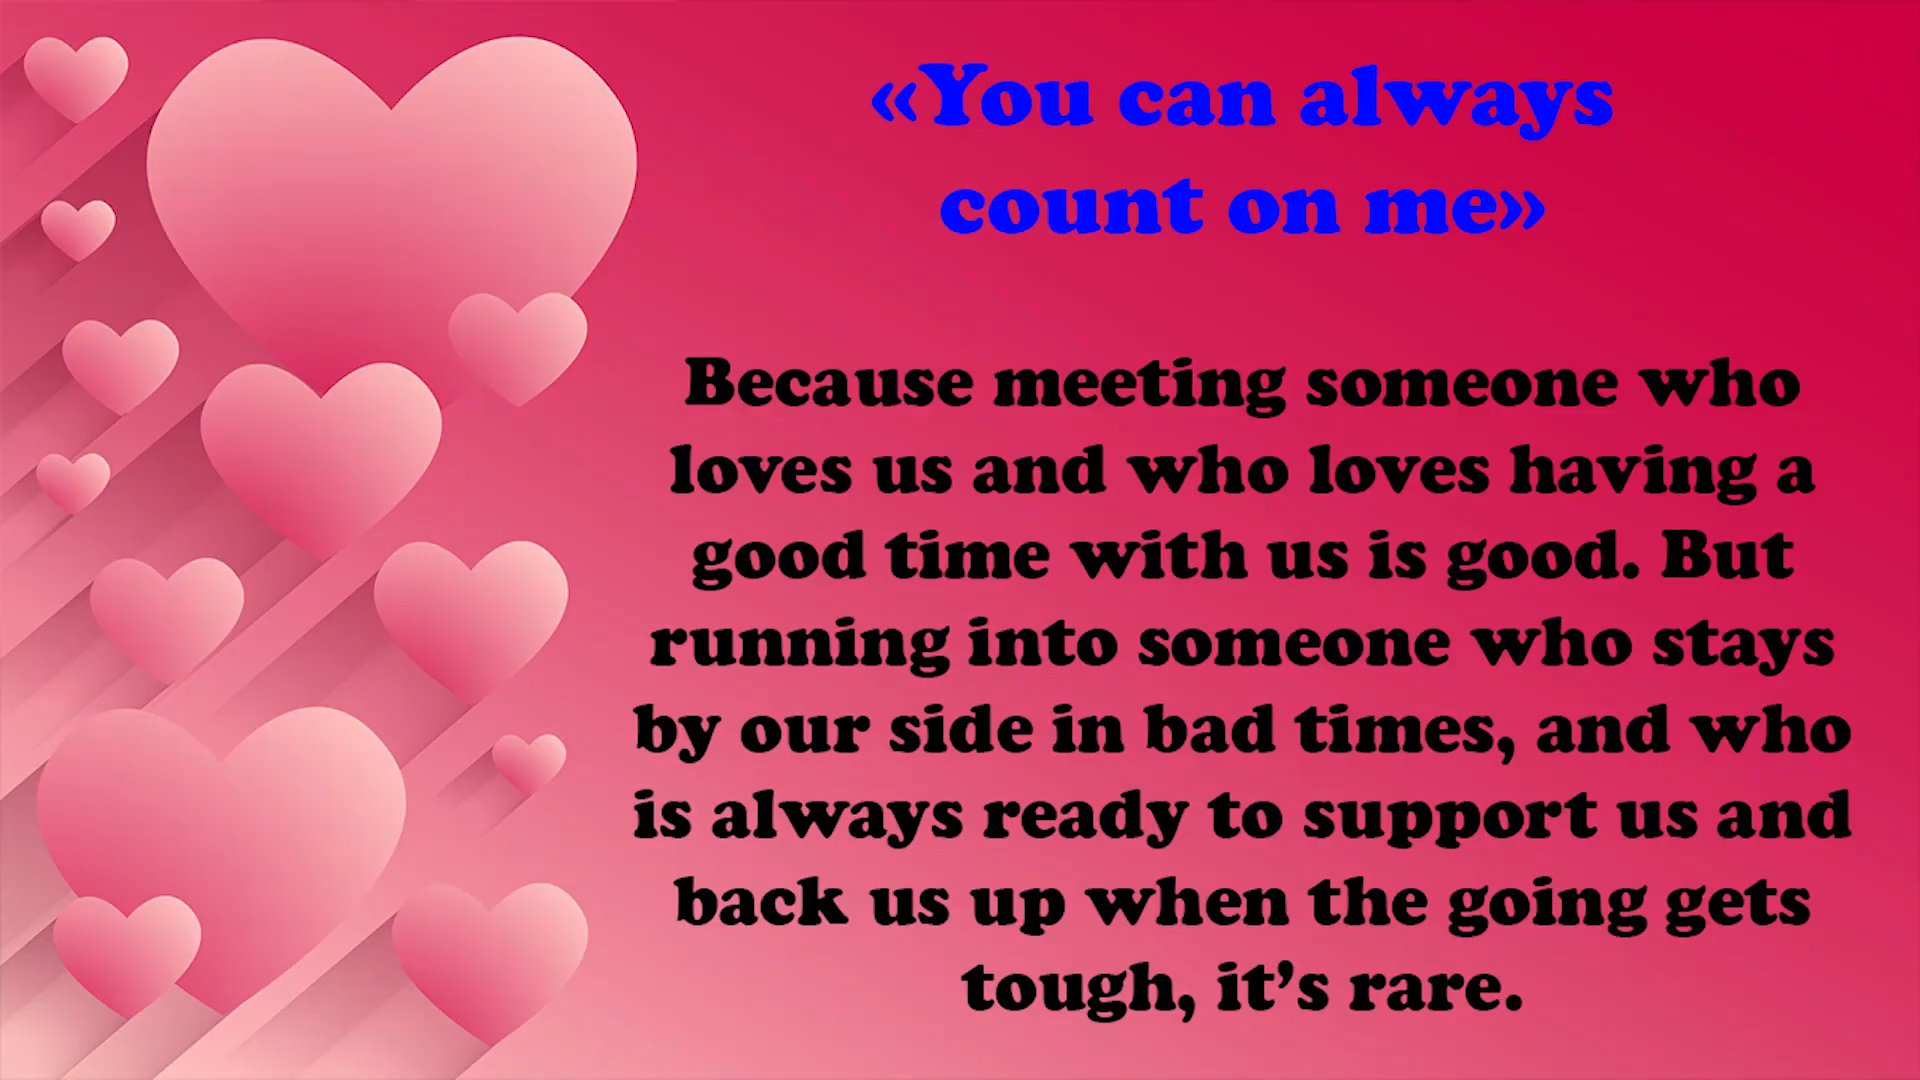 «You can always
count on me»
Because meeting someone who
loves us and who loves having a
good time with us is good. But
running into someone who stays
by our side in bad times, and who
is always ready to support us and
back us up when the going gets
tough, it’s rare.